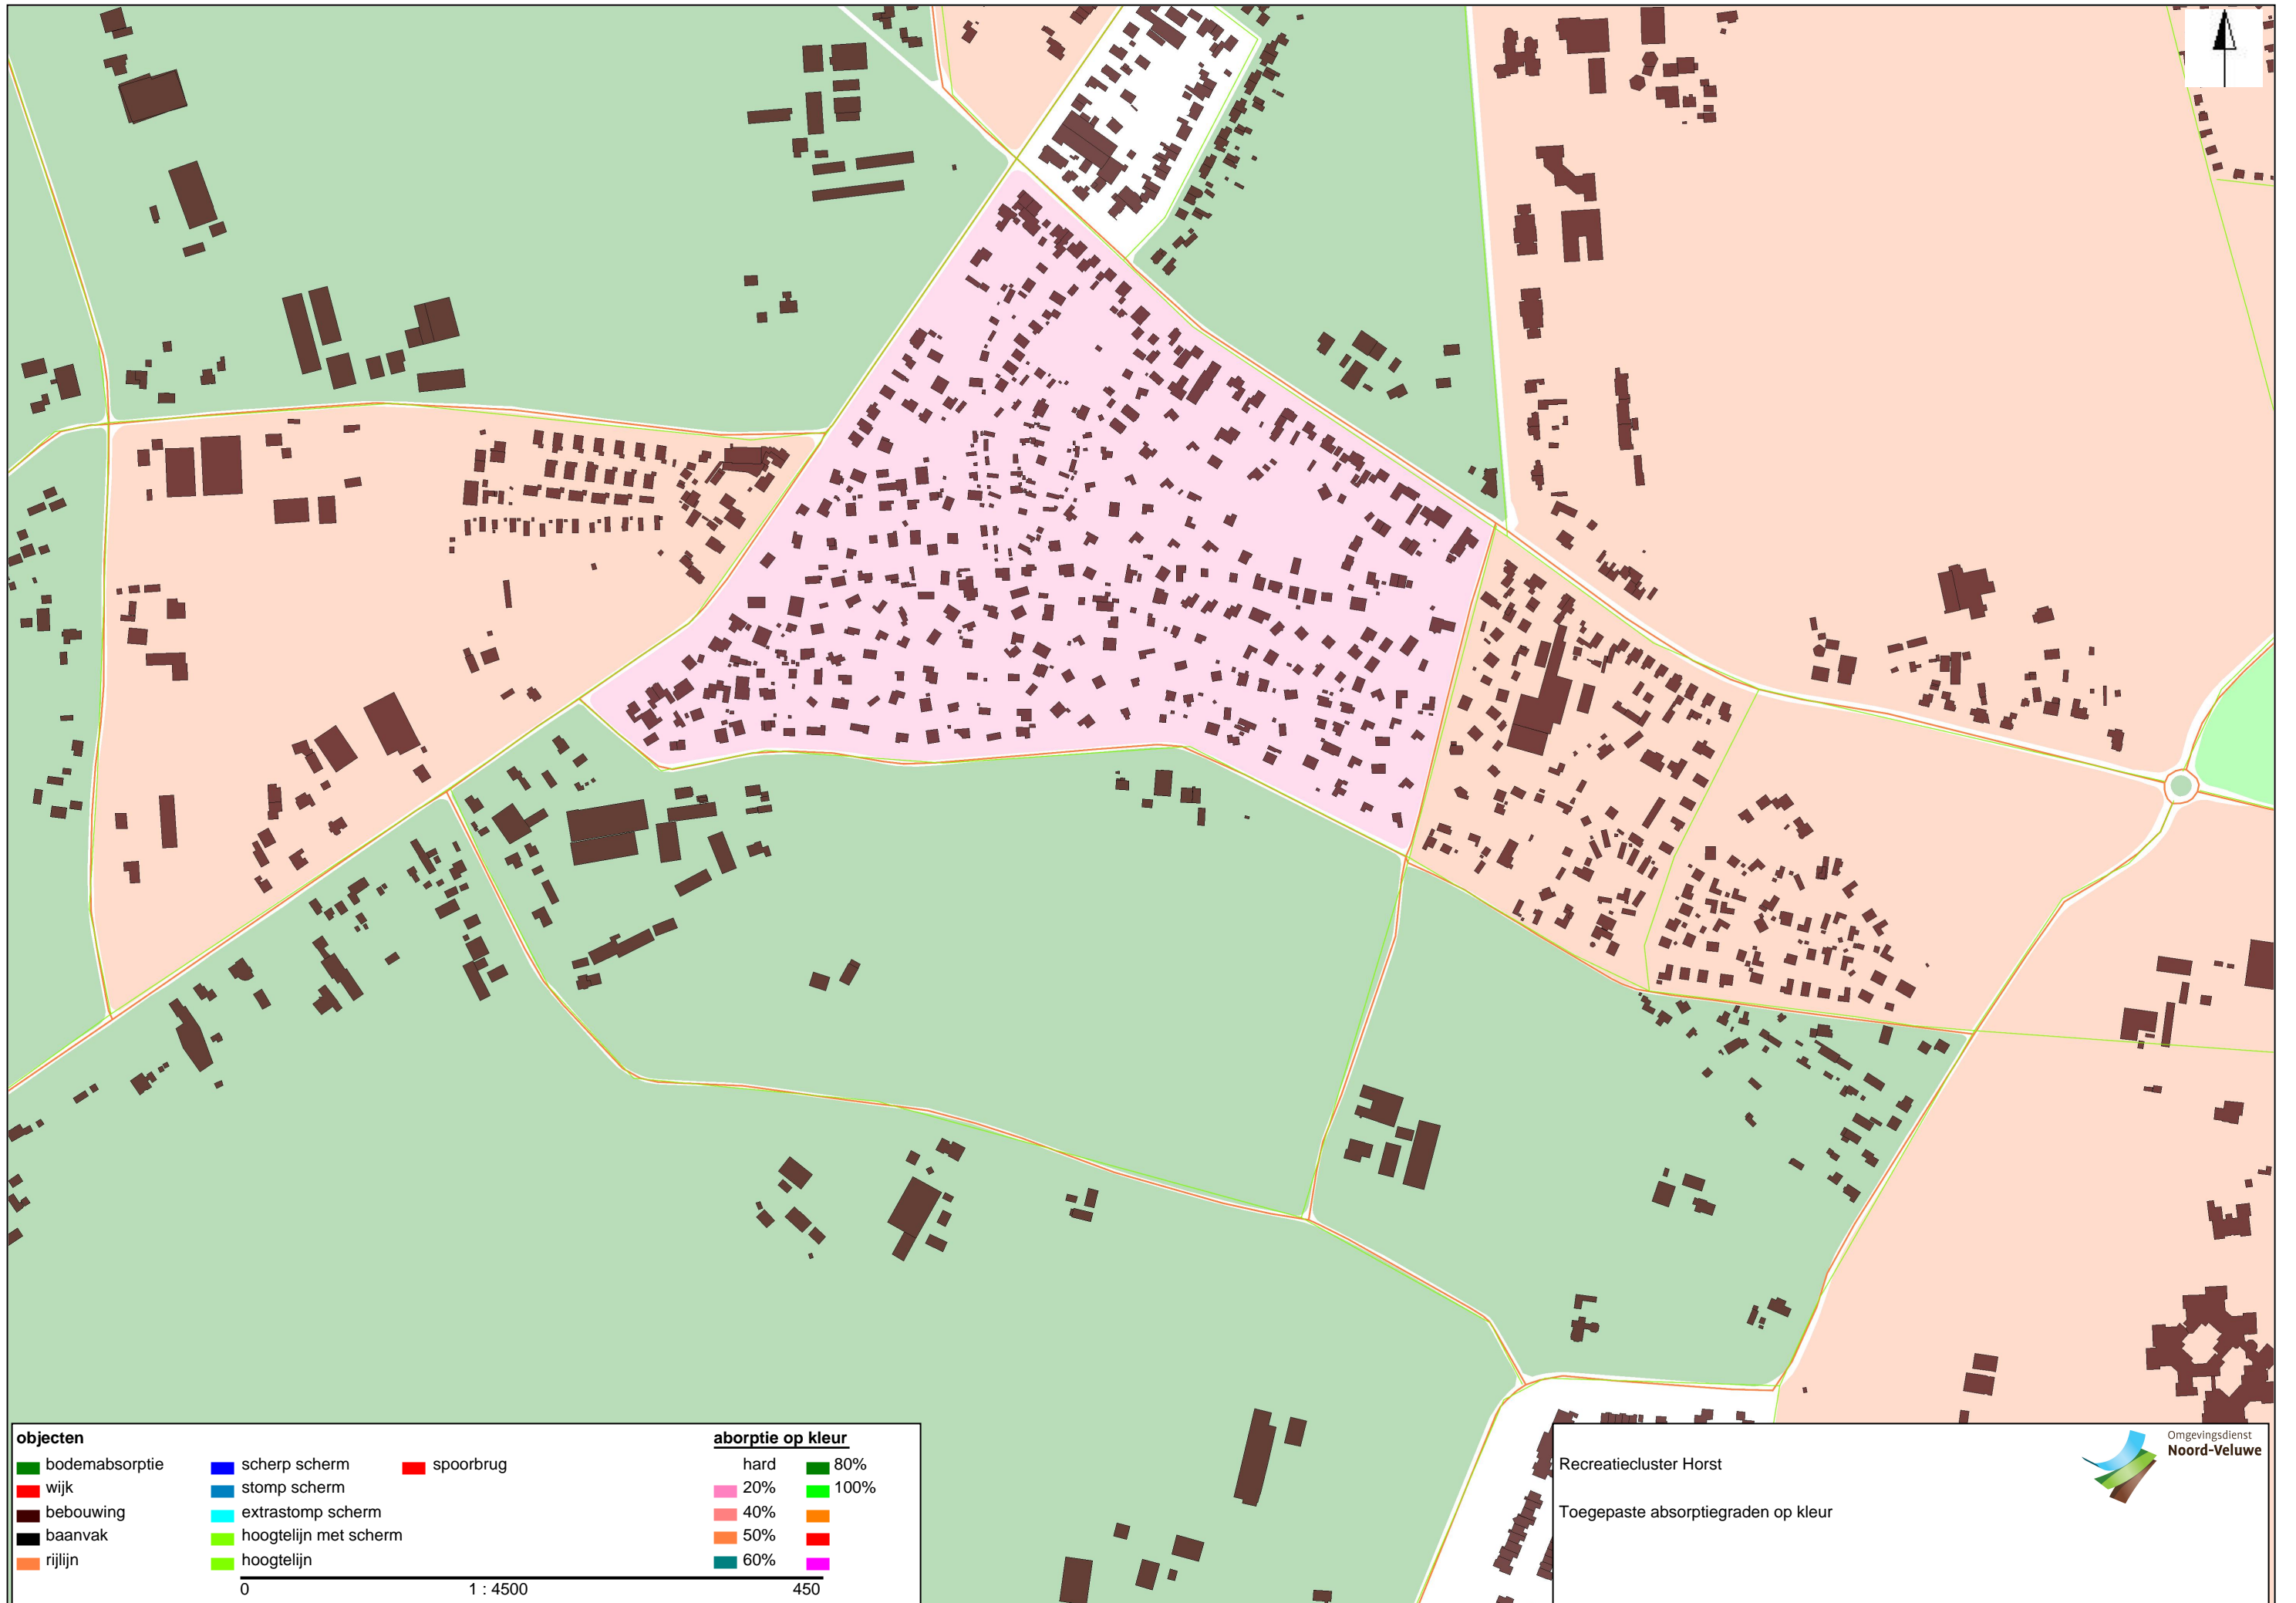 objecten
bodemabsorptie
wijk
bebouwing
baanvak
rijlijn
scherp scherm
stomp scherm
extrastomp scherm
hoogtelijn met scherm
hoogtelijn
spoorbrug
aborptie op kleur
hard
20%
40%
50%
60%
80%
100%
0 1 : 4500 450
Recreatiecluster Horst
Toegepaste absorptiegraden op kleur
Omgevingsdienst
Noord-Veluwe